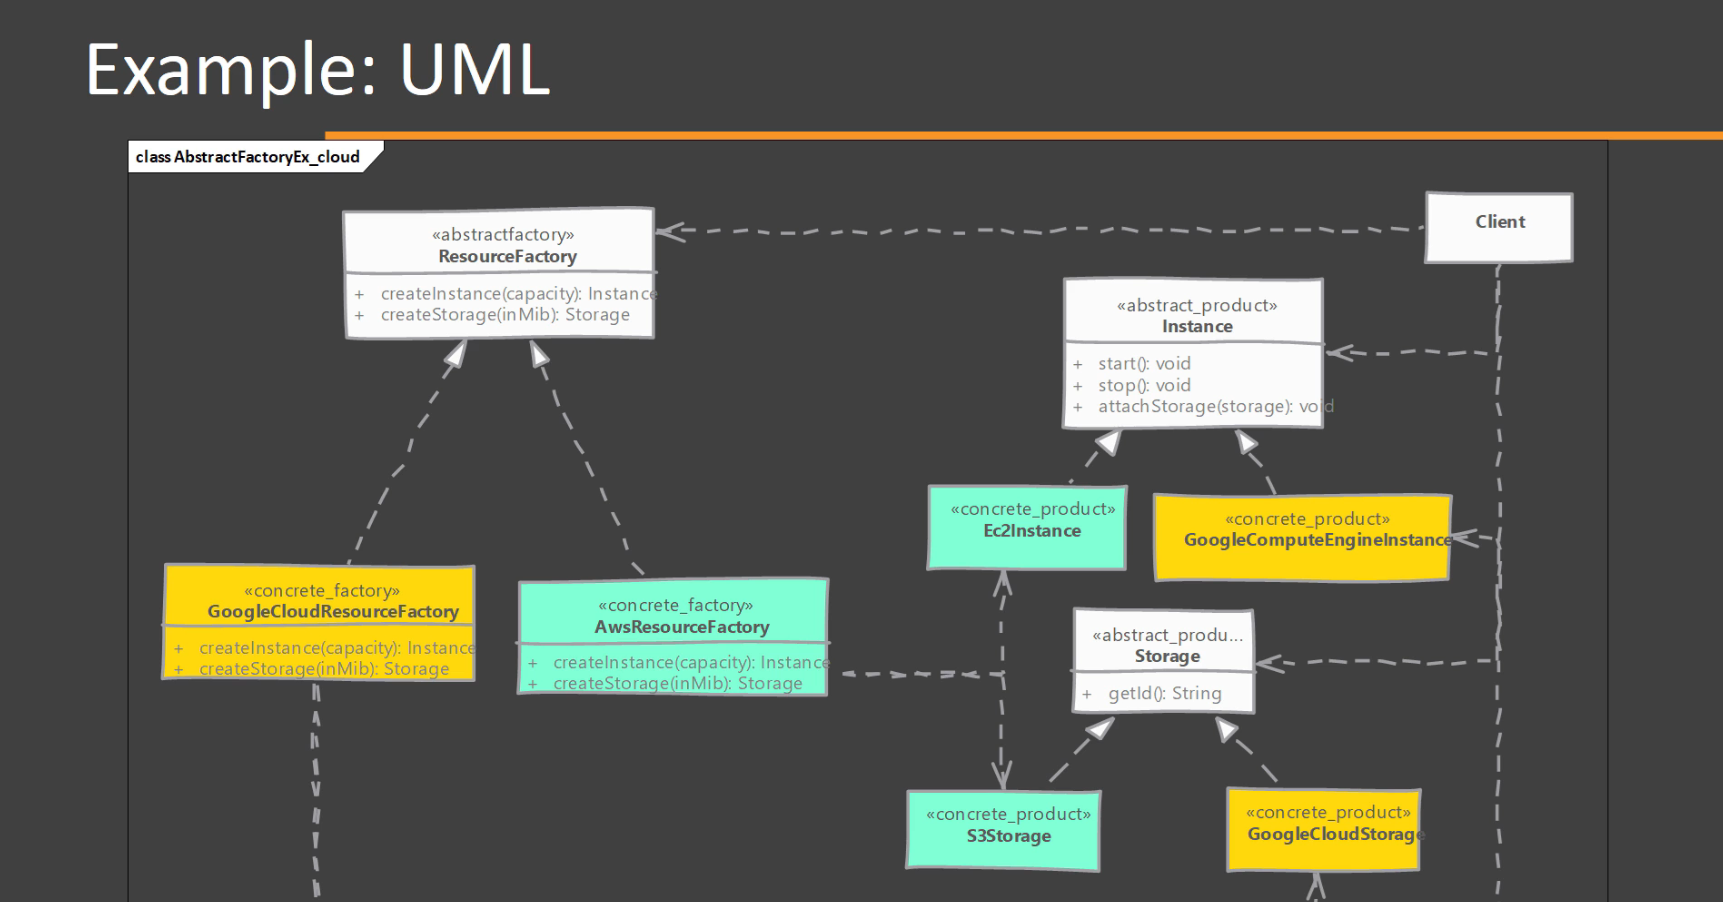 Example: UML
class AbstractFactoryEx_cloud
«abstractfactory»
ResourceFactory
+ createInstance(capacity): Instance
+ createStorage(inMib): Storage
Client
«abstract_product»
Instance
+ start(): void
+ stop(): void
+ attachStorage(storage): void
«concrete_product»
Ec2Instance
«concrete_product»
GoogleComputeEngineInstance
«concrete_factory»
GoogleCloudResourceFactory
+ createInstance(capacity): Instance
+ createStorage(inMib): Storage
«concrete_factory»
AwsResourceFactory
+ createInstance(capacity): Instance
+ createStorage(inMib): Storage
«abstract_produ...
Storage
+ getId(): String
«concrete_product»
S3Storage
«concrete_product»
GoogleCloudStorage